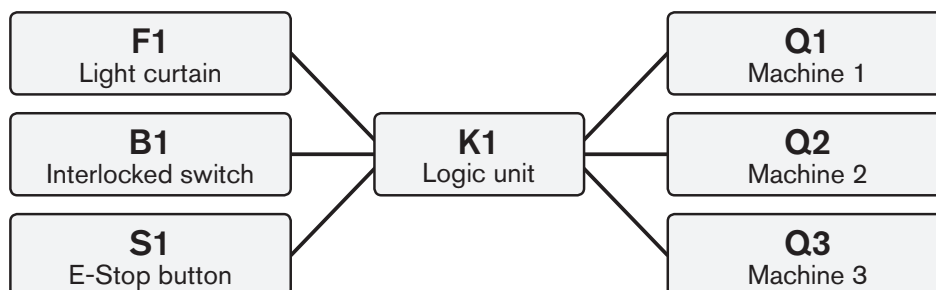 F1
Light curtain
B1
Interlocked switch
S1
E-Stop button
K1
Logic unit
Q1
Machine 1
Q2
Machine 2
Q3
Machine 3